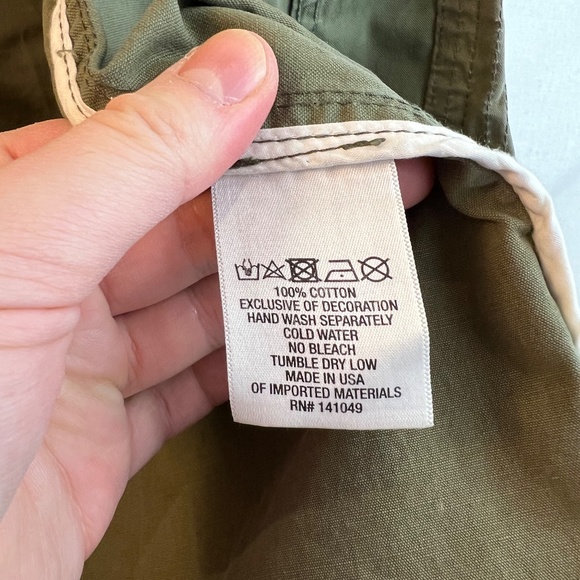 100% COTTON
EXCLUSIVE OF DECORATION
HAND WASH SEPARATELY
COLD WATER
NO BLEACH
TUMBLE DRY LOW
MADE IN USA
OF IMPORTED MATERIALS
RN# 141049